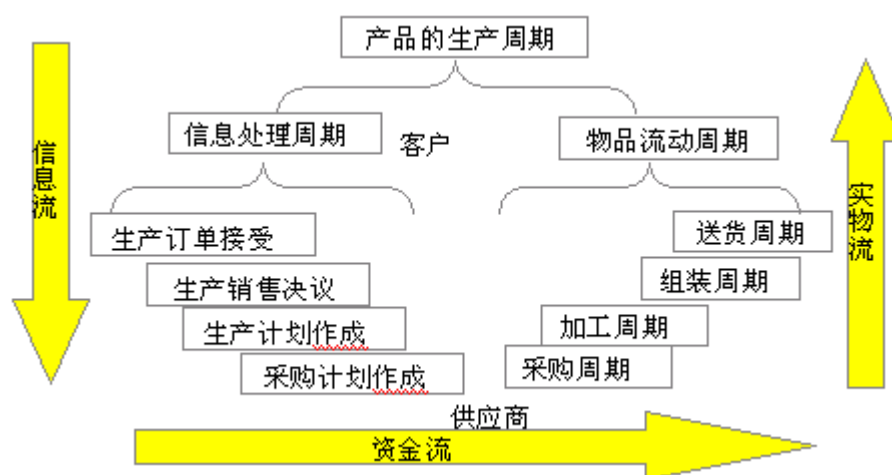 产品的生产周期
信息处理周期
客户
物品流动周期
信息流
实物流
生产订单接受
送货周期
生产销售决议
组装周期
生产计划作成
加工周期
采购计划作成
采购周期
供应商
资金流